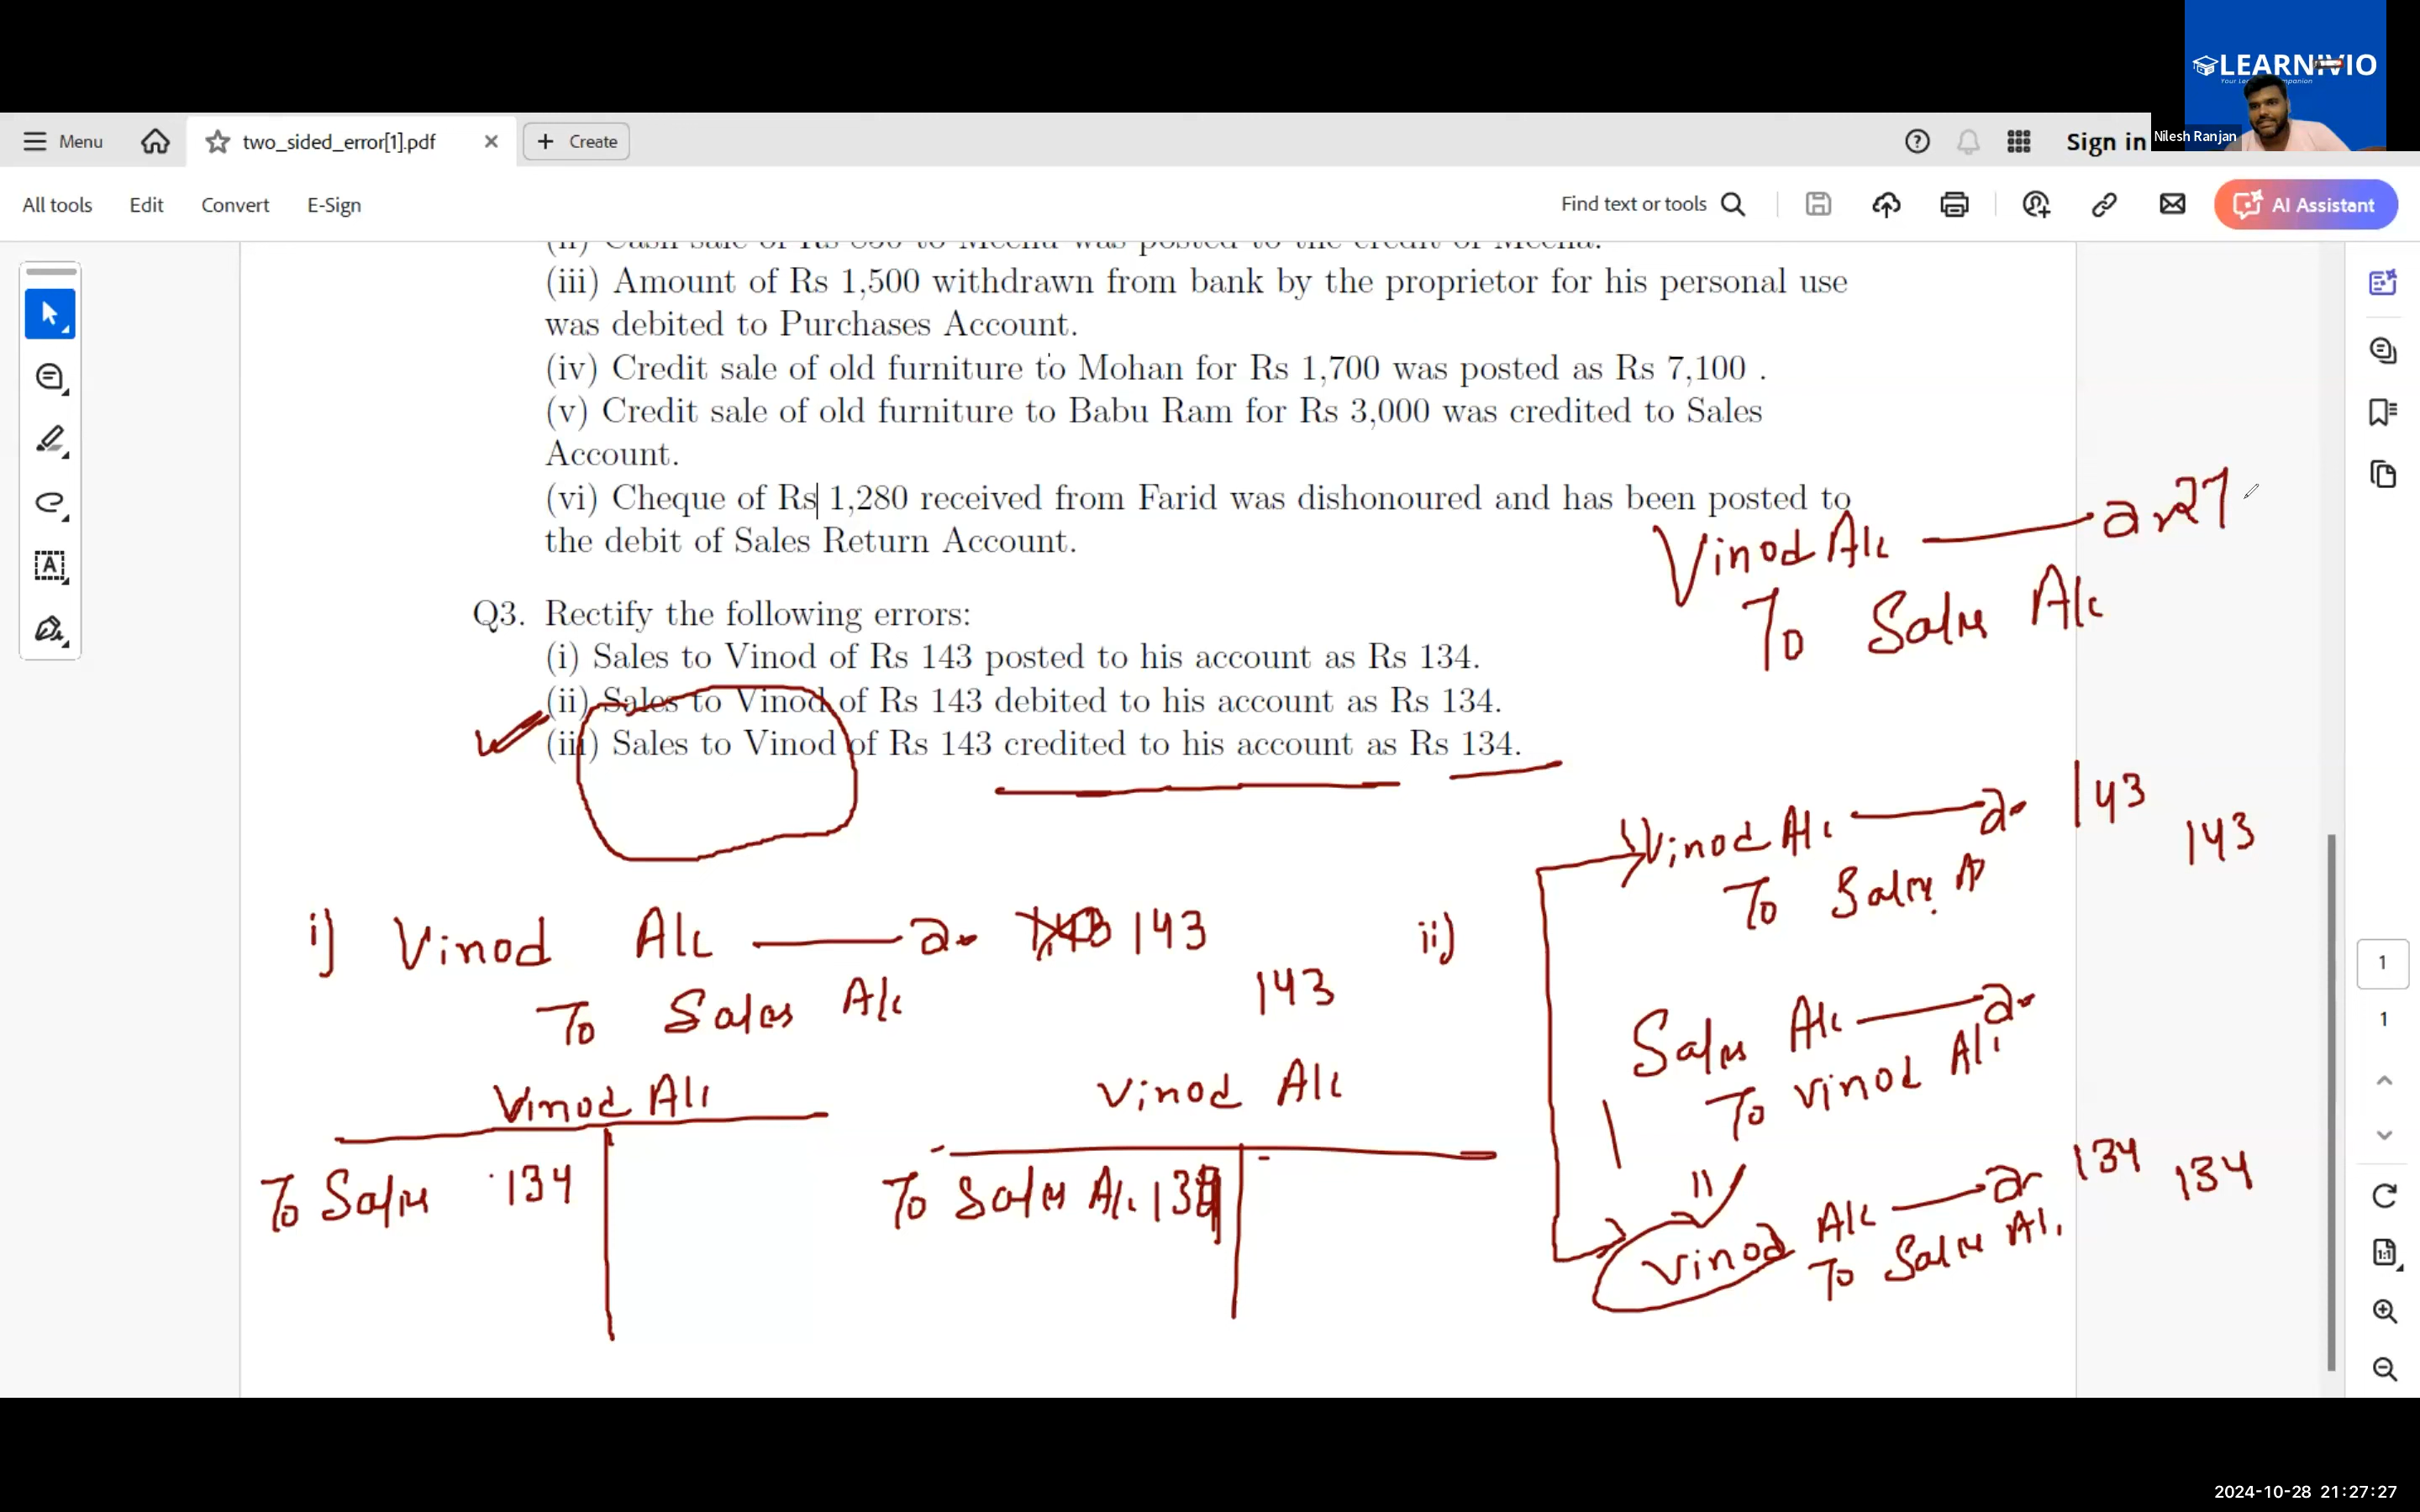 LEARNIVIO
Nilesh Ranjan
Menu
two_sided_error[1].pdf
Create
Sign in
All tools
Edit
Convert
E-Sign
Find text or tools
AI Assistant
(iii) Amount of Rs 1,500 withdrawn from bank by the proprietor for his personal use
was debited to Purchases Account.
(iv) Credit sale of old furniture to Mohan for Rs 1,700 was posted as Rs 7,100 .
(v) Credit sale of old furniture to Babu Ram for Rs 3,000 was credited to Sales
Account.
(vi) Cheque of Rs 1,280 received from Farid was dishonoured and has been posted to
the debit of Sales Return Account.
Vinod A/c 277
To Sales A/c
Q3. Rectify the following errors:
(i) Sales to Vinod of Rs 143 posted to his account as Rs 134.
(ii) Sales to Vinod of Rs 143 debited to his account as Rs 134.
(iii) Sales to Vinod of Rs 143 credited to his account as Rs 134.
i) Vinod A/c 143
To Sales A/c 143
Vinod A/c
To Sales 134
Vinod A/c
To Sales A/c
ii)
Vinod A/c 143
To Sales A 143
Sales A/c
To Vinod A/c
Vinod A/c 134
To Sales A/c 134
1
1
2024-10-28 21:27:27